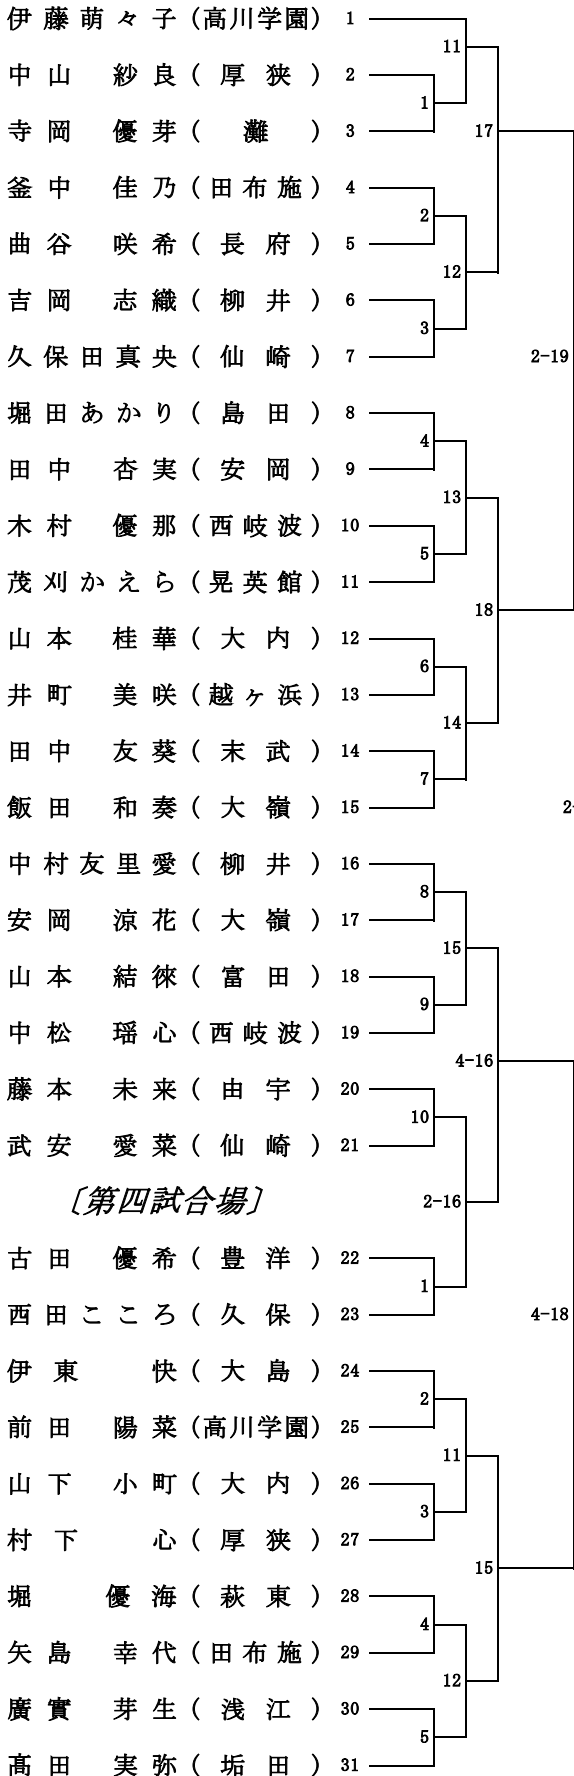 伊藤萌々子(高川学園) 1
11
中山 紗良(厚狭) 2
1
寺岡 優芽(灘) 3
17
釜中 佳乃(田布施) 4
2
曲谷 咲希(長府) 5
12
吉岡 志織(柳井) 6
3
久保田真央(仙崎) 7
2-19
堀田あかり(島田) 8
4
田中 杏実(安岡) 9
13
木村 優那(西岐波) 10
5
茂刈かえら(晃英館) 11
18
山本 桂華(大内) 12
6
井町 美咲(越ヶ浜) 13
14
田中 友葵(末武) 14
7
飯田 和奏(大嶺) 15
中村友里愛(柳井) 16
8
安岡 涼花(大嶺) 17
15
山本 結徠(富田) 18
9
中松 瑶心(西岐波) 19
4-16
藤本 未来(由宇) 20
10
武安 愛菜(仙崎) 21
〔第四試合場〕
2-16
古田 優希(豊洋) 22
1
西田こころ(久保) 23
4-18
伊東 快(大島) 24
2
前田 陽菜(高川学園) 25
11
山下 小町(大内) 26
3
村下 心(厚狭) 27
15
堀 優海(萩東) 28
4
矢島 幸代(田布施) 29
12
廣實 芽生(浅江) 30
5
髙田 実弥(垢田) 31